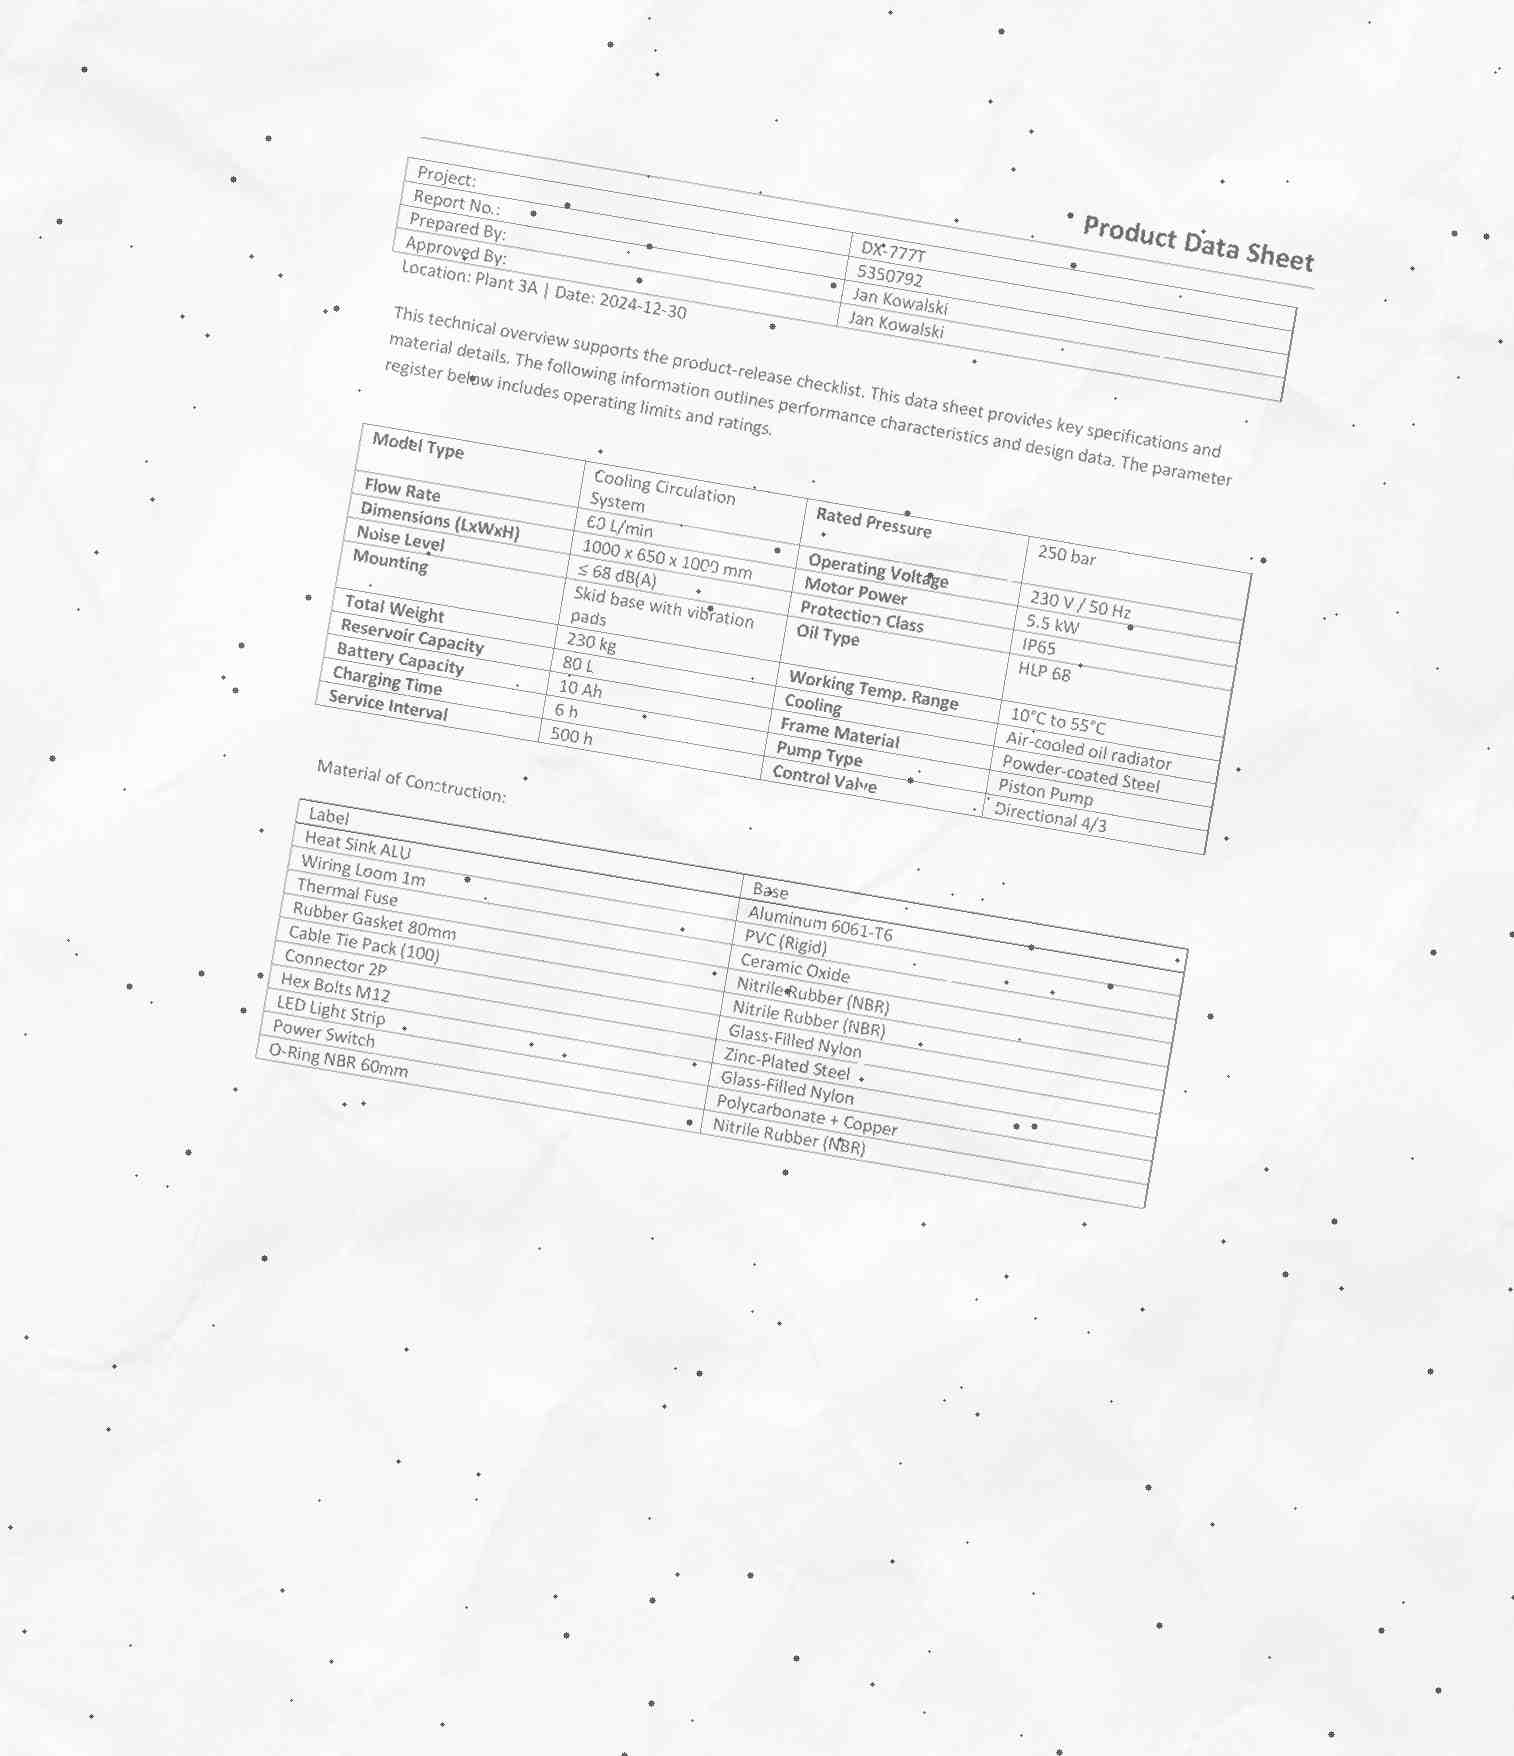 Product Data Sheet
Project: DX-777T
Report No.: 5350792
Prepared By: Jan Kowalski
Approved By: Jan Kowalski
Location: Plant 3A | Date: 2024-12-30
This technical overview supports the product-release checklist. This data sheet provides key specifications and
material details. The following information outlines performance characteristics and design data. The parameter
register below includes operating limits and ratings.
Model Type Cooling Circulation System Rated Pressure 250 bar
Flow Rate 60 L/min Operating Voltage 230 V / 50 Hz
Dimensions (LxWxH) 1000 x 650 x 1000 mm Motor Power 5.5 kW
Noise Level ≤ 68 dB(A) Protection Class IP65
Mounting Skid base with vibration pads Oil Type HLP 68
Total Weight 230 kg Working Temp. Range 10°C to 55°C
Reservoir Capacity 80 L Cooling Air-cooled oil radiator
Battery Capacity 10 Ah Frame Material Powder-coated Steel
Charging Time 6 h Pump Type Piston Pump
Service Interval 500 h Control Valve Directional 4/3
Material of Construction:
Label Base
Heat Sink ALU Aluminum 6061-T6
Wiring Loom 1m PVC (Rigid)
Thermal Fuse Ceramic Oxide
Rubber Gasket 80mm Nitrile Rubber (NBR)
Cable Tie Pack (100) Nitrile Rubber (NBR)
Connector 2P Glass-Filled Nylon
Hex Bolts M12 Zinc-Plated Steel
LED Light Strip Glass-Filled Nylon
Power Switch Polycarbonate + Copper
O-Ring NBR 60mm Nitrile Rubber (NBR)